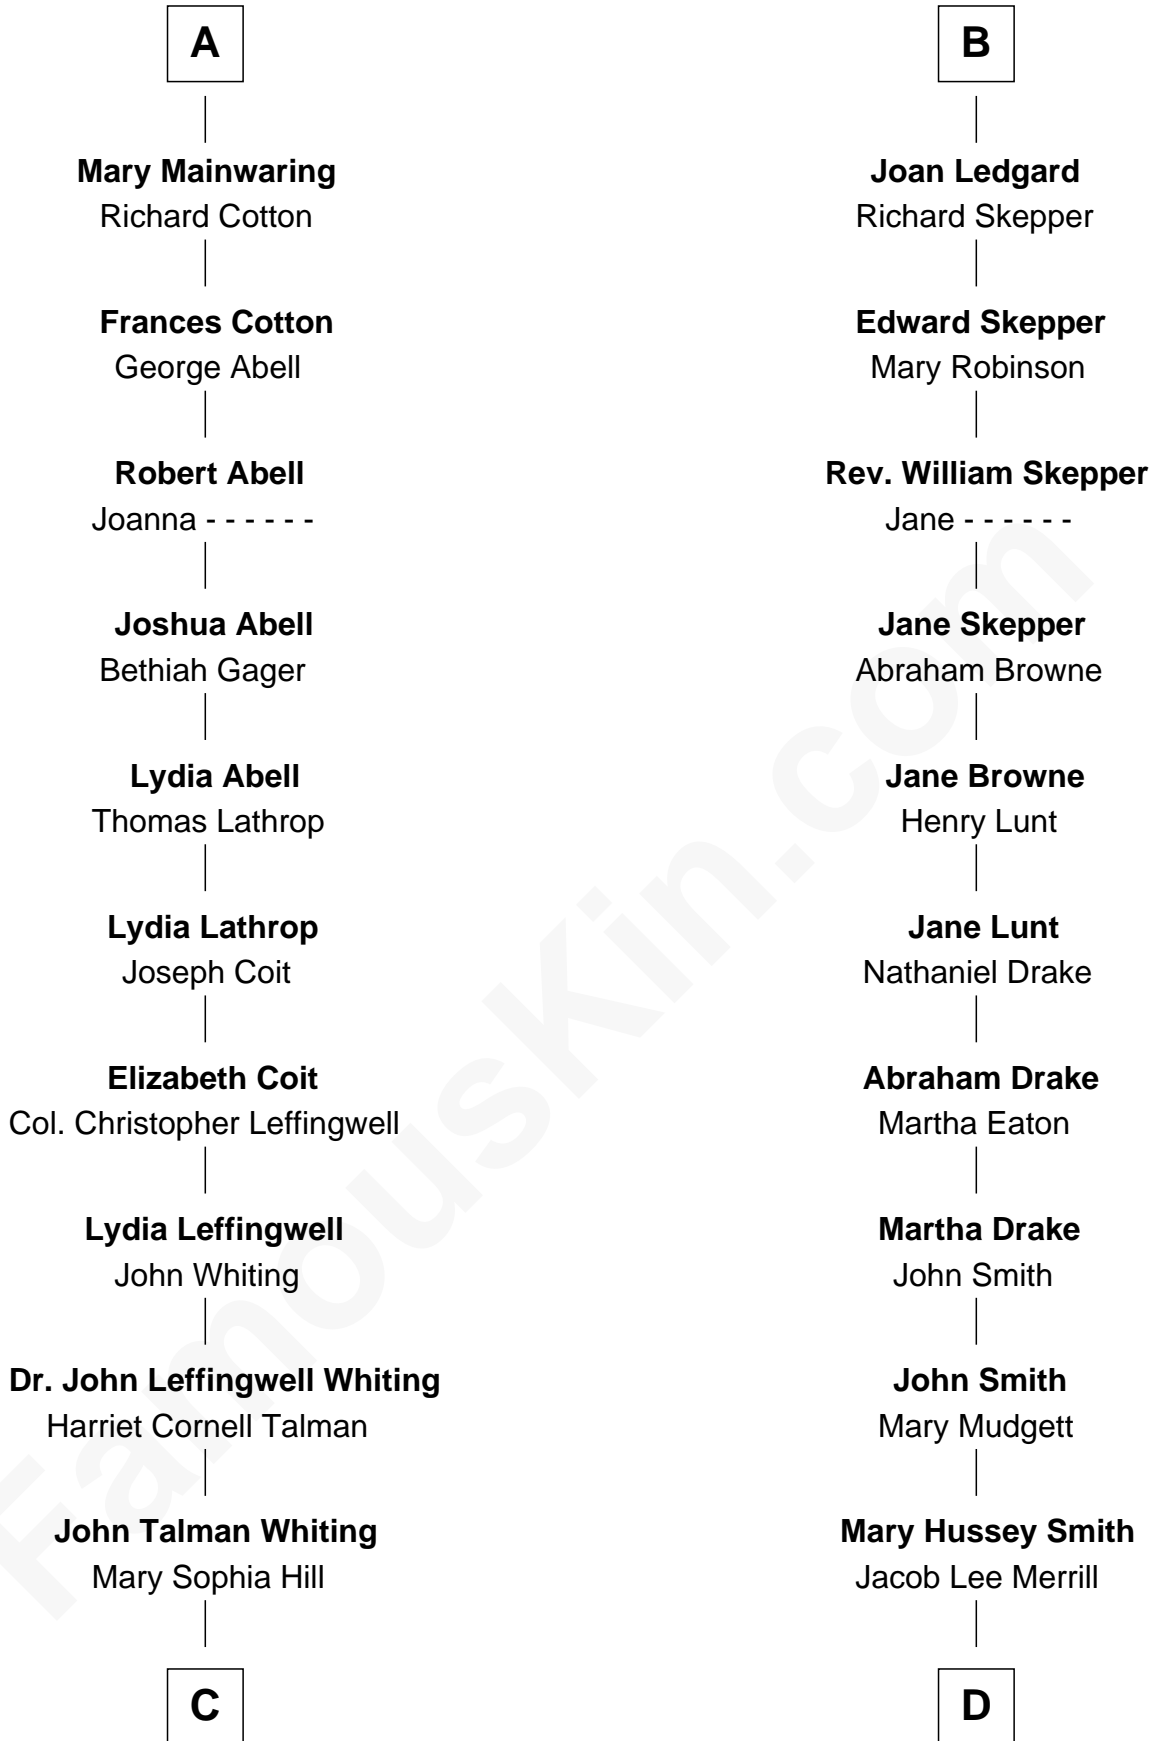 A
Mary Mainwaring
Richard Cotton
Frances Cotton
George Abell
Robert Abell
Joanna - - - - - -
Joshua Abell
Bethiah Gager
Lydia Abell
Thomas Lathrop
Lydia Lathrop
Joseph Coit
Elizabeth Coit
Col. Christopher Leffingwell
Lydia Leffingwell
John Whiting
Dr. John Leffingwell Whiting
Harriet Cornell Talman
John Talman Whiting
Mary Sophia Hill
C
B
Joan Ledgard
Richard Skepper
Edward Skepper
Mary Robinson
Rev. William Skepper
Jane - - - - - -
Jane Skepper
Abraham Browne
Jane Browne
Henry Lunt
Jane Lunt
Nathaniel Drake
Abraham Drake
Martha Eaton
Martha Drake
John Smith
John Smith
Mary Mudgett
Mary Hussey Smith
Jacob Lee Merrill
D
FamousKin.com